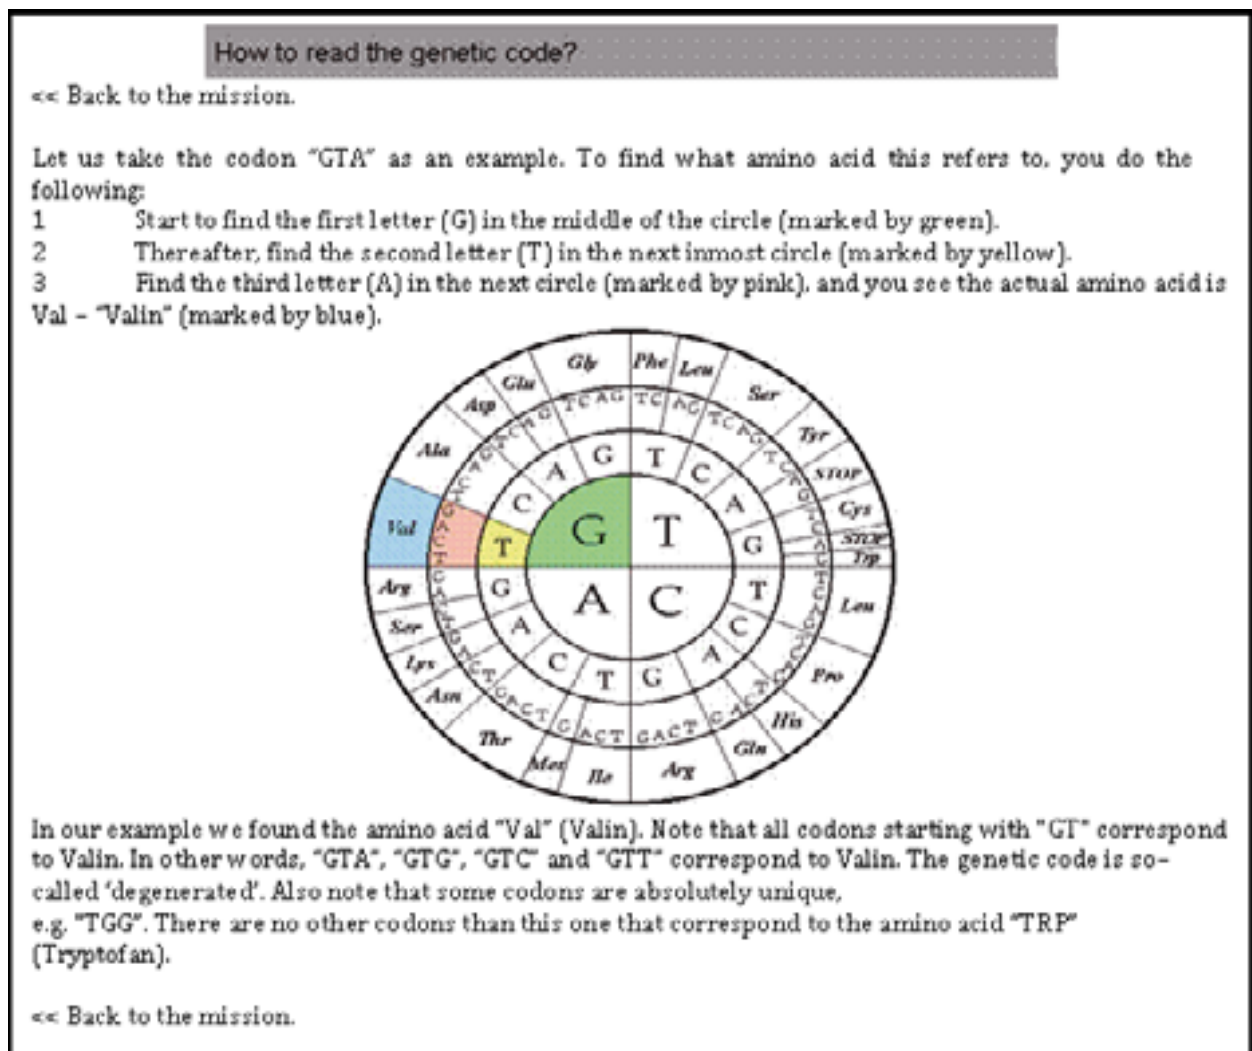 How to read the genetic code?
<< Back to the mission.
Let us take the codon "GTA" as an example. To find what amino acid this refers to, you do the
following:
1 Start to find the first letter (G) in the middle of the circle (marked by green).
2 Thereafter, find the second letter (T) in the next inmost circle (marked by yellow).
3 Find the third letter (A) in the next circle (marked by pink), and you see the actual amino acid is
Val - "Valin" (marked by blue).
Gly Phe Leu
Glu Ser
Asp Tyr
Ala STOP
Val Cys
STOP
Trp
Arg Leu
Ser
Lys Pro
Asn His
Thr Gln
Met Ile Arg
T C A G T C A G T C A G
G T
A C
C A
T G
G T
A C
C A
T G
G T
A C
G A C T G A C T
In our example we found the amino acid "Val" (Valin). Note that all codons starting with "GT" correspond
to Valin. In other words, "GTA", "GTG", "GTC" and "GTT" correspond to Valin. The genetic code is so-
called 'degenerated'. Also note that some codons are absolutely unique,
e.g. "TGG". There are no other codons than this one that correspond to the amino acid "TRP"
(Tryptofan).
<< Back to the mission.